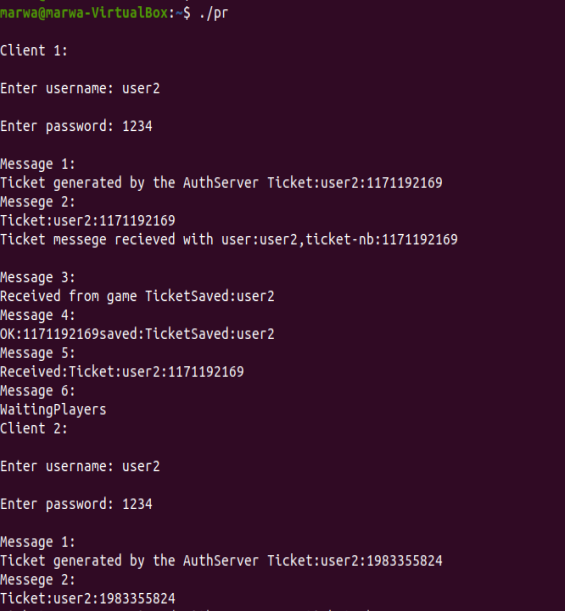 marwa@marwa-VirtualBox:~$ ./pr
Client 1:
Enter username: user2
Enter password: 1234
Message 1:
Ticket generated by the AuthServer Ticket:user2:1171192169
Messege 2:
Ticket:user2:1171192169
Ticket messege recieved with user:user2,ticket-nb:1171192169
Message 3:
Received from game TicketSaved:user2
Message 4:
OK:1171192169saved:TicketSaved:user2
Message 5:
Received:Ticket:user2:1171192169
Message 6:
WaitingPlayers
Client 2:
Enter username: user2
Enter password: 1234
Message 1:
Ticket generated by the AuthServer Ticket:user2:1983355824
Messege 2:
Ticket:user2:1983355824